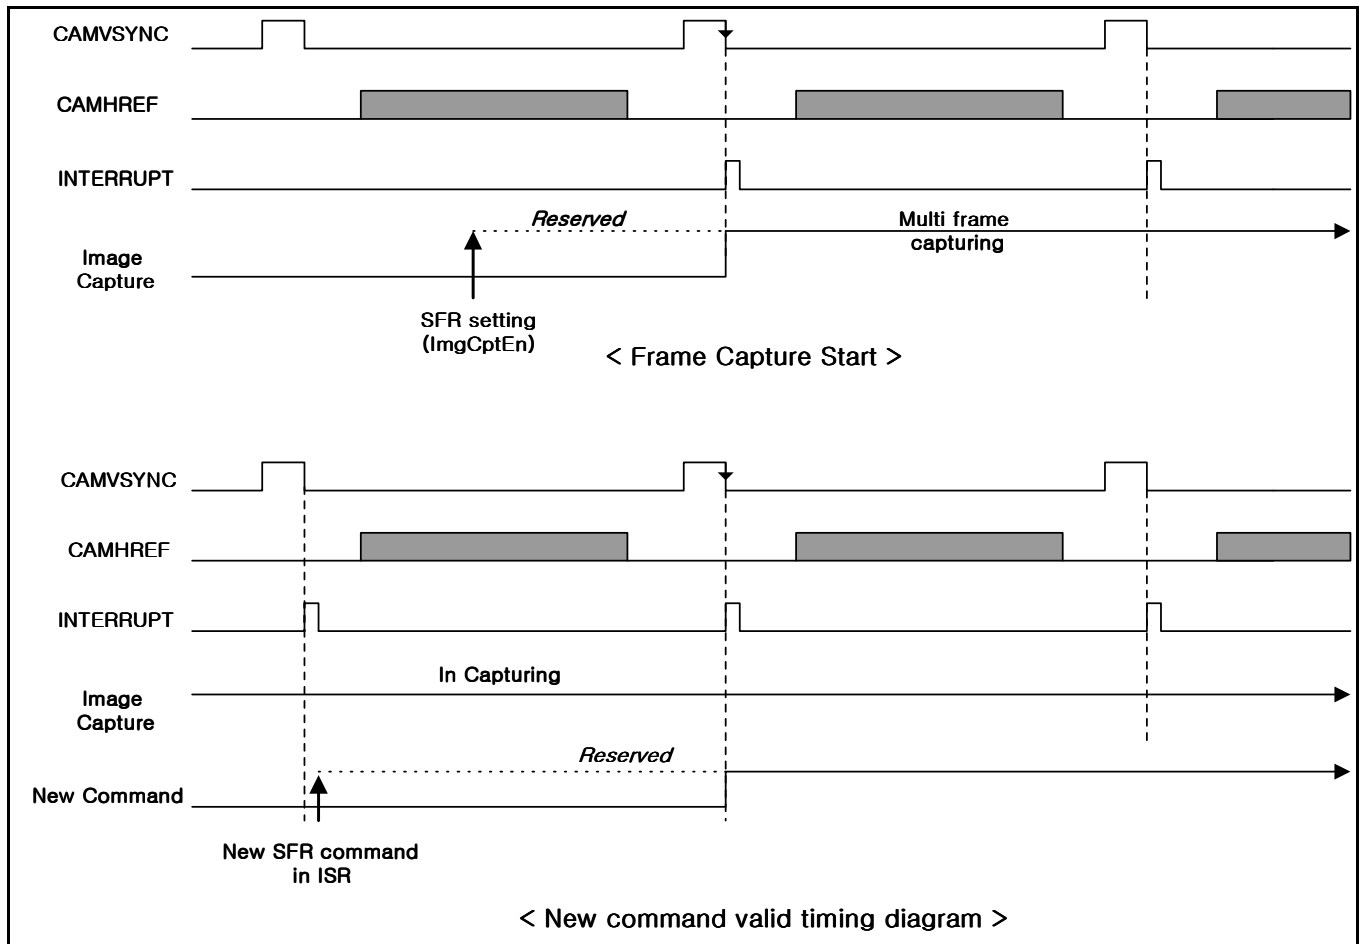 CAMVSYNC
CAMHREF
INTERRUPT
Reserved
Multi frame
capturing
Image
Capture
SFR setting
(ImgCptEn)
< Frame Capture Start >
CAMVSYNC
CAMHREF
INTERRUPT
In Capturing
Image
Capture
Reserved
New Command
New SFR command
in ISR
< New command valid timing diagram >